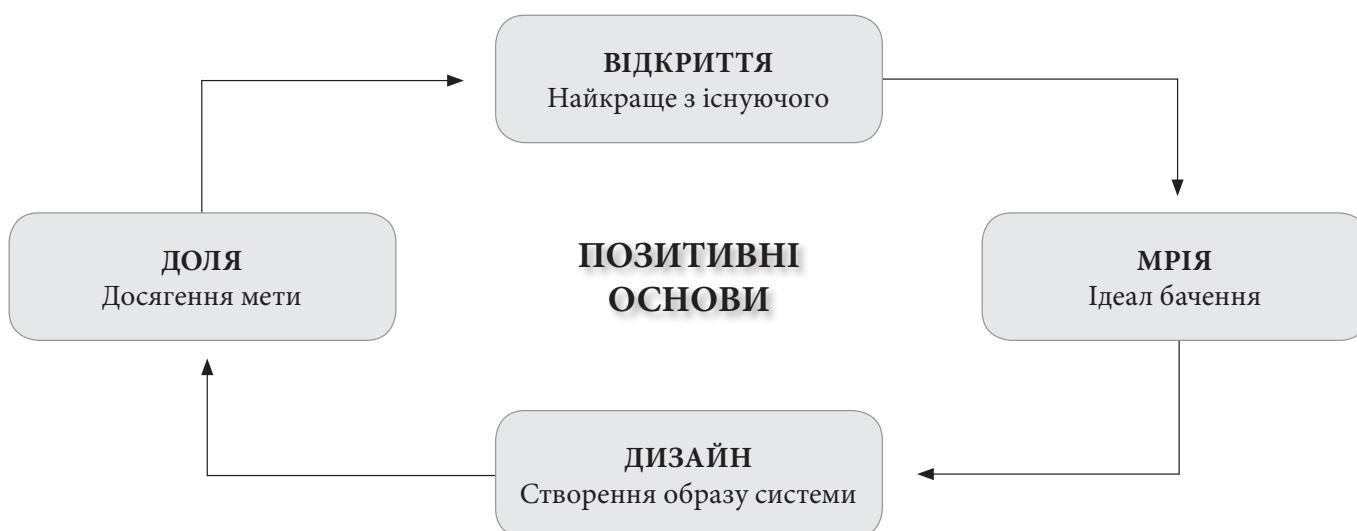 ВІДКРИТТЯ
Найкраще з існуючого
МРІЯ
Ідеал бачення
ДИЗАЙН
Створення образу системи
ДОЛЯ
Досягення мети
ПОЗИТИВНІ
ОСНОВИ